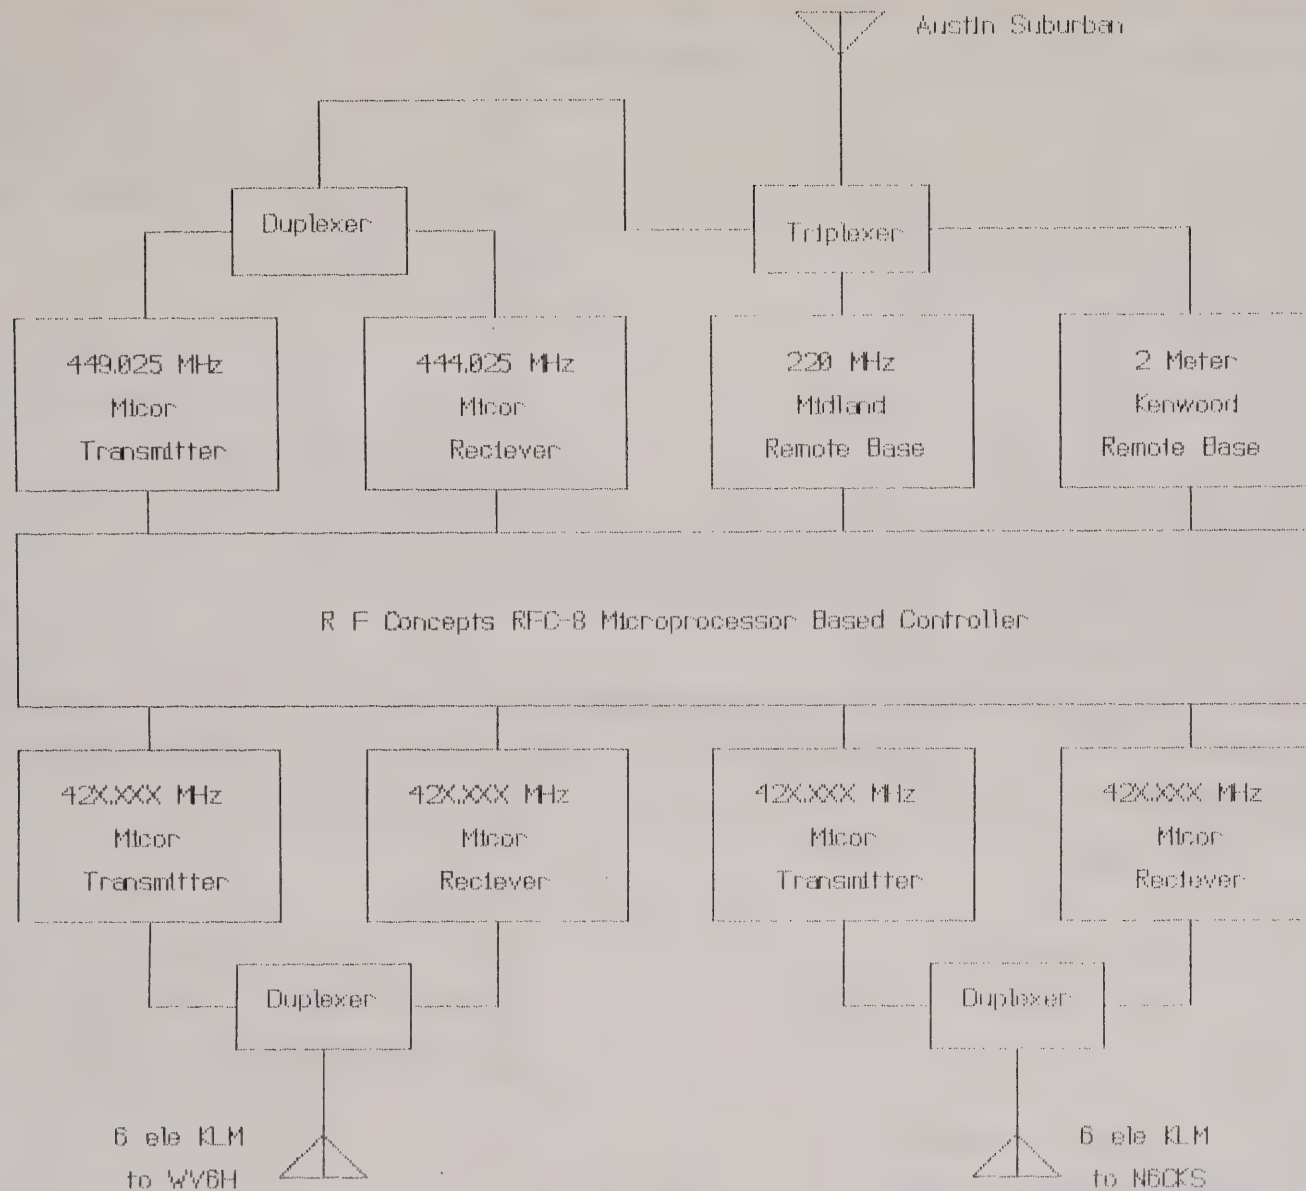 Austin Suburban
Duplexer
Triplexer
449.025 MHz
Micor
Transmitter
444.025 MHz
Micor
Reciever
220 MHz
Midland
Remote Base
2 Meter
Kenwood
Remote Base
R F Concepts RFC-8 Microprocessor Based Controller
42X.XXX MHz
Micor
Transmitter
42X.XXX MHz
Micor
Reciever
42X.XXX MHz
Micor
Transmitter
42X.XXX MHz
Micor
Reciever
Duplexer
Duplexer
6 ele KLM
to WV6H
6 ele KLM
to N6CKS